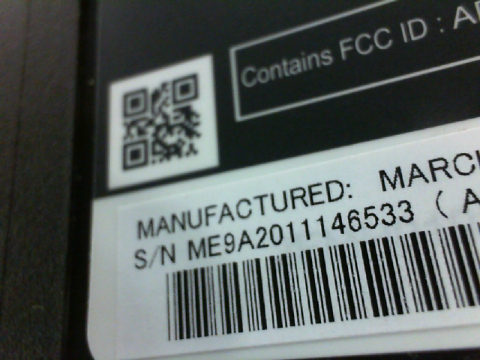 Contains FCC ID : A
MANUFACTURED: MARC
S/N ME9A2011146533 ( A